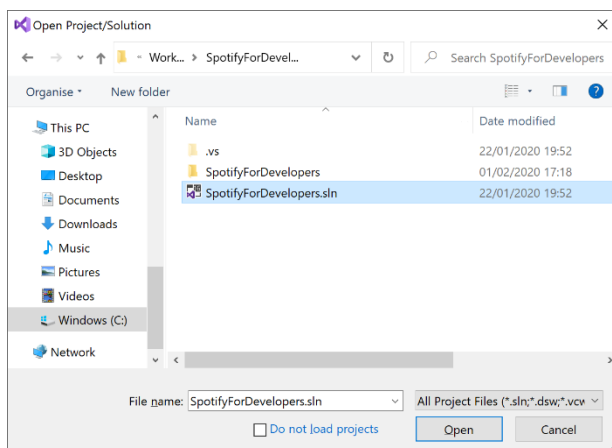 Open Project/Solution
« Work... > SpotifyForDevel...
Search SpotifyForDevelopers
Organise
New folder
?
This PC
3D Objects
Desktop
Documents
Downloads
Music
Pictures
Videos
Windows (C:)
Network
Name
Date modified
.vs
22/01/2020 19:52
SpotifyForDevelopers
01/02/2020 17:18
SpotifyForDevelopers.sln
22/01/2020 19:52
File name:
SpotifyForDevelopers.sln
All Project Files (*.sln;*.dsw;*.vcw
Do not load projects
Open
Cancel